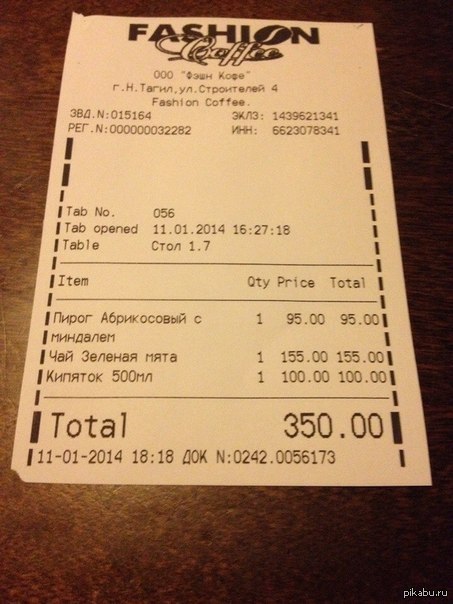 FASHION
Coffee
ООО "Фэшн Кофе"
г.Н.Тагил,ул.Строителей 4
Fashion Coffee.
ЗВД.N:015164 ЭКЛЗ: 1439621341
РЕГ.N:000000032282 ИНН: 6623078341
Tab No. 056
Tab opened 11.01.2014 16:27:18
Table Стол 1.7
Item Qty Price Total
Пирог Абрикосовый с 1 95.00 95.00
миндалем
Чай Зеленая мята 1 155.00 155.00
Кипяток 500мл 1 100.00 100.00
Total 350.00
11-01-2014 18:18 ДОК N:0242.0056173
pikabu.ru